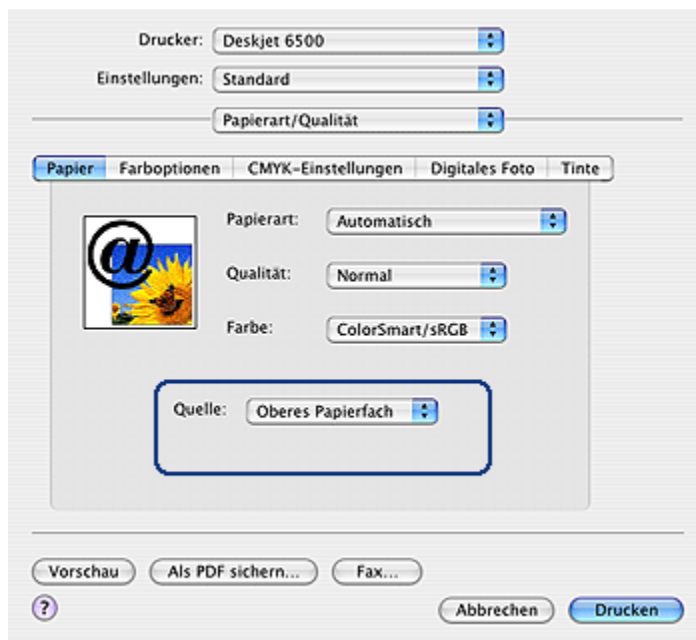 Drucker: Deskjet 6500
Einstellungen: Standard
Papierart/Qualität
Papier Farboptionen CMYK-Einstellungen Digitales Foto Tinte
@
Papierart: Automatisch
Qualität: Normal
Farbe: ColorSmart/sRGB
Quelle: Oberes Papierfach
Vorschau Als PDF sichern... Fax...
? Abbrechen Drucken